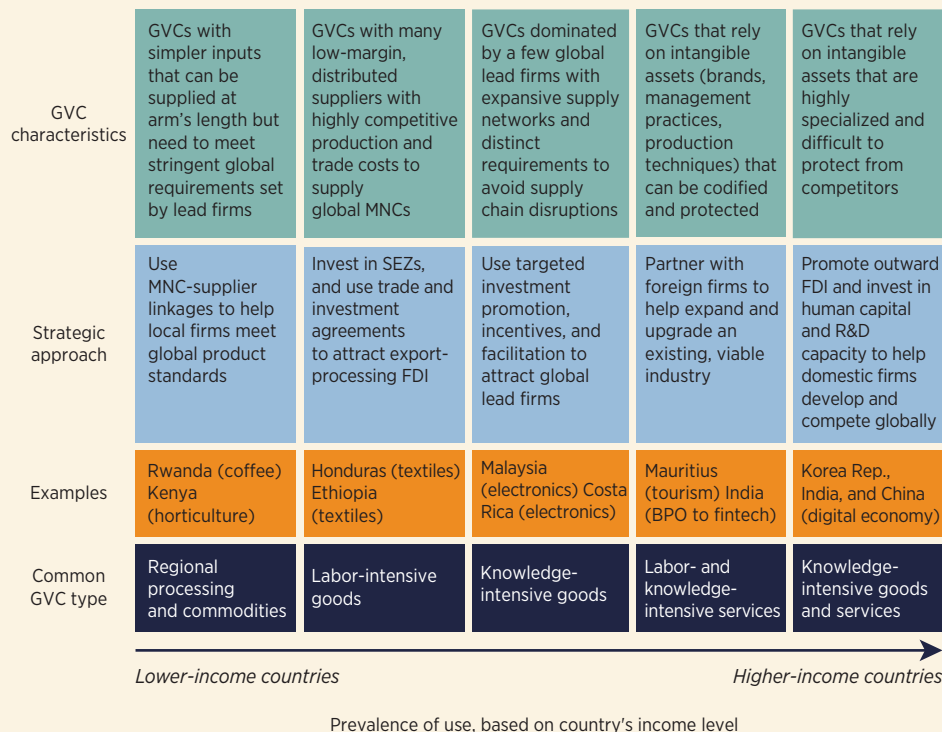 GVC
characteristics
GVCs with
simpler inputs
that can be
supplied at
arm's length but
need to meet
stringent global
requirements set
by lead firms
GVCs with many
low-margin,
distributed
suppliers with
highly competitive
production and
trade costs to
supply
global MNCs
GVCs dominated
by a few global
lead firms with
expansive supply
networks and
distinct
requirements to
avoid supply
chain disruptions
GVCs that rely
on intangible
assets (brands,
management
practices,
production
techniques) that
can be codified
and protected
GVCs that rely
on intangible
assets that are
highly
specialized and
difficult to
protect from
competitors
Strategic
approach
Use
MNC-supplier
linkages to help
local firms meet
global product
standards
Invest in SEZs,
and use trade and
investment
agreements
to attract export-
processing FDI
Use targeted
investment
promotion,
incentives, and
facilitation to
attract global
lead firms
Partner with
foreign firms to
help expand and
upgrade an
existing, viable
industry
Promote outward
FDI and invest in
human capital
and R&D
capacity to help
domestic firms
develop and
compete globally
Examples
Rwanda (coffee)
Kenya
(horticulture)
Honduras (textiles)
Ethiopia
(textiles)
Malaysia
(electronics) Costa
Rica (electronics)
Mauritius
(tourism) India
(BPO to fintech)
Korea Rep.,
India, and China
(digital economy)
Common
GVC type
Regional
processing
and commodities
Labor-intensive
goods
Knowledge-
intensive goods
Labor- and
knowledge-
intensive services
Knowledge-
intensive goods
and services
Lower-income countries
Higher-income countries
Prevalence of use, based on country's income level